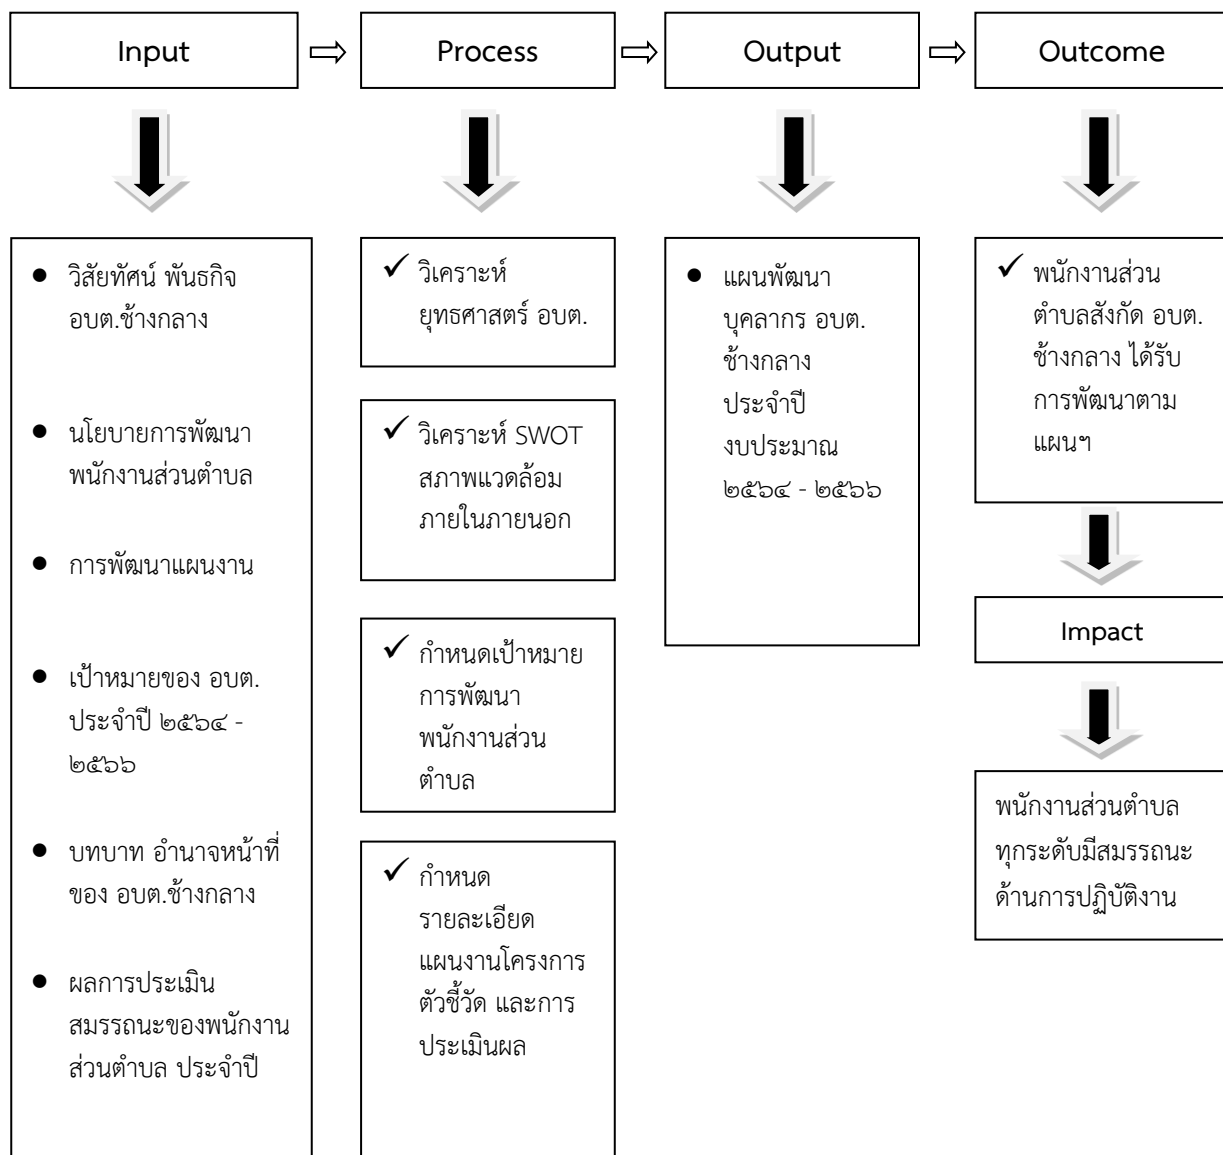 Input
Process
Output
Outcome
วิสัยทัศน์ พันธกิจ
อบต.ช้างกลาง
นโยบายการพัฒนา
พนักงานส่วนตำบล
การพัฒนาแผนงาน
เป้าหมายของ อบต.
ประจำปี ๒๕๖๔ -
๒๕๖๖
บทบาท อำนาจหน้าที่
ของ อบต.ช้างกลาง
ผลการประเมิน
สมรรถนะของพนักงาน
ส่วนตำบล ประจำปี
วิเคราะห์
ยุทธศาสตร์ อบต.
วิเคราะห์ SWOT
สภาพแวดล้อม
ภายในภายนอก
กำหนดเป้าหมาย
การพัฒนา
พนักงานส่วน
ตำบล
กำหนด
รายละเอียด
แผนงานโครงการ
ตัวชี้วัด และการ
ประเมินผล
แผนพัฒนา
บุคลากร อบต.
ช้างกลาง
ประจำปี
งบประมาณ
๒๕๖๔ - ๒๕๖๖
พนักงานส่วน
ตำบลสังกัด อบต.
ช้างกลาง ได้รับ
การพัฒนาตาม
แผนฯ
Impact
พนักงานส่วนตำบล
ทุกระดับมีสมรรถนะ
ด้านการปฏิบัติงาน